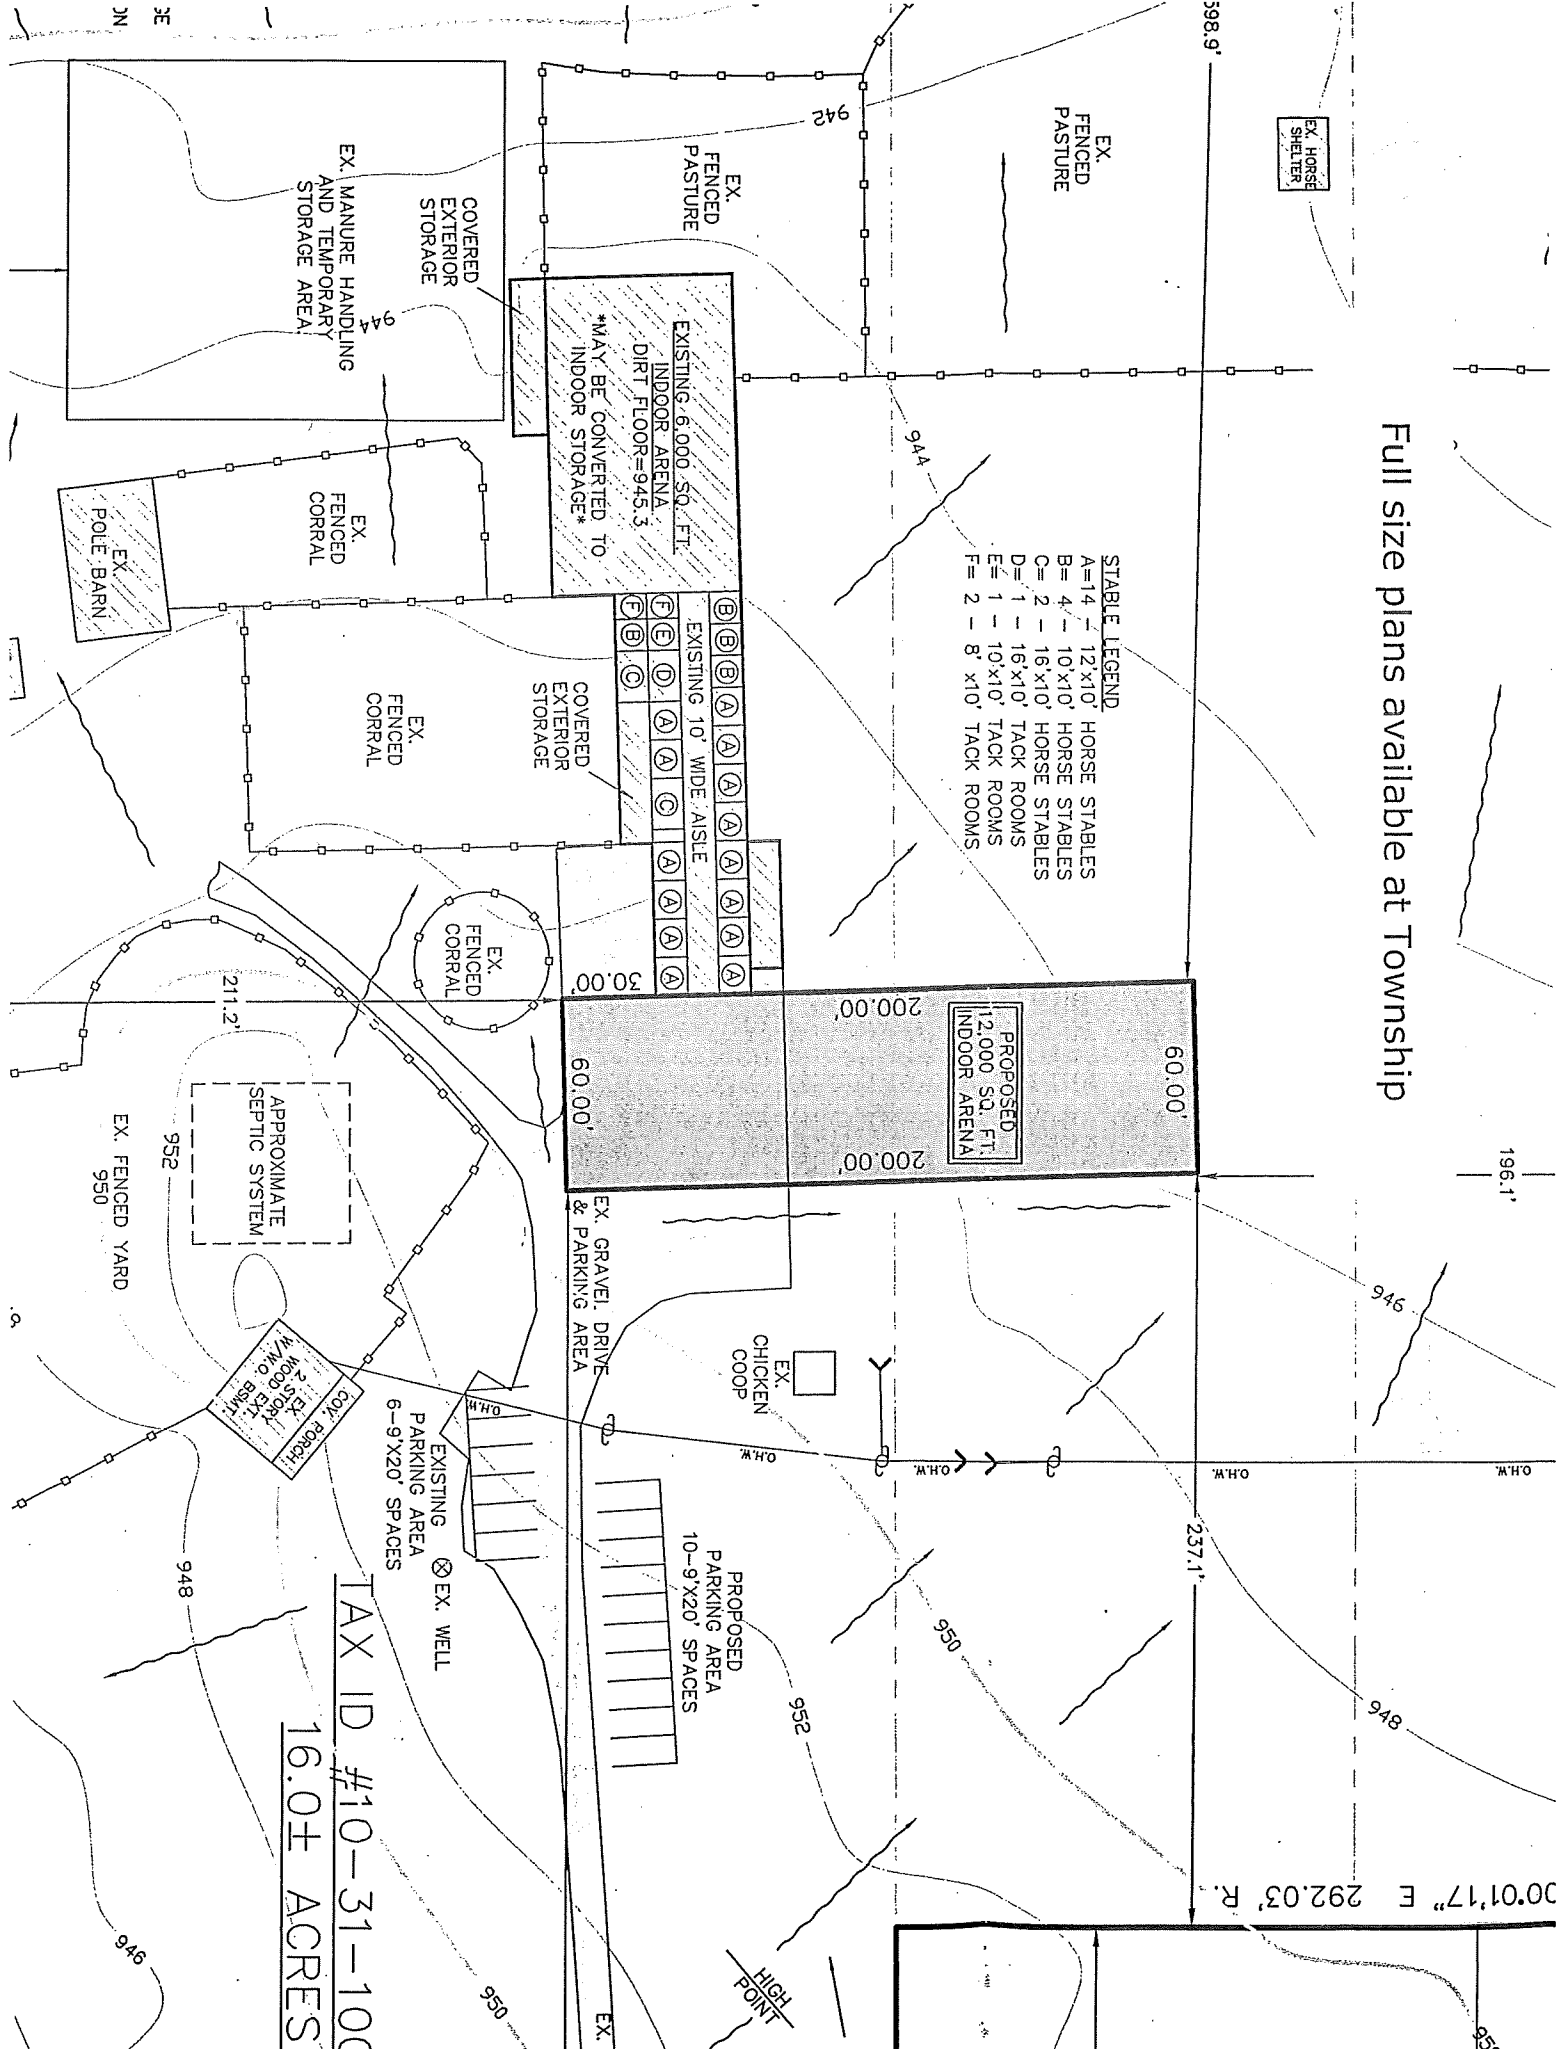 Full size plans available at Township
598.9'
196.1'
EX. HORSE
SHELTER
EX.
FENCED
PASTURE
EX.
FENCED
PASTURE
942
944
STABLE LEGEND
A=14 - 12'x10' HORSE STABLES
B= 4 - 10'x10' HORSE STABLES
C= 2 - 16'x10' HORSE STABLES
D= 1 - 16'x10' TACK ROOMS
E= 1 - 10'x10' TACK ROOMS
F= 2 - 8' x10' TACK ROOMS
EXISTING 6,000 SQ. FT.
INDOOR ARENA
DIRT FLOOR=945.3
*MAY BE CONVERTED TO
INDOOR STORAGE*
COVERED
EXTERIOR
STORAGE
EX. MANURE HANDLING
AND TEMPORARY
STORAGE AREA
944
EX.
FENCED
CORRAL
EX.
POLE BARN
B B B A A A A A A A
EXISTING 10' WIDE AISLE
F E D A A C A A A A
F B C
COVERED
EXTERIOR
STORAGE
EX.
FENCED
CORRAL
EX.
FENCED
CORRAL
30.00'
211.2'
60.00'
200.00'
PROPOSED
12,000 SQ. FT.
INDOOR ARENA
200.00'
60.00'
APPROXIMATE
SEPTIC SYSTEM
952
EX. FENCED YARD
950
EX. GRAVEL DRIVE
& PARKING AREA
EX.
CHICKEN
COOP
O.H.W.
O.H.W.
O.H.W.
O.H.W.
O.H.W.
946
237.1'
COV. PORCH
EX.
2 STORY
WOOD EXT.
W/W.O. BSMT.
EXISTING
PARKING AREA
6-9'X20' SPACES
EX. WELL
PROPOSED
PARKING AREA
10-9'X20' SPACES
950
948
952
948
TAX ID #10-31-100
16.0± ACRES
00°01'17" E 292.03' R.
946
950
HIGH
POINT
EX.